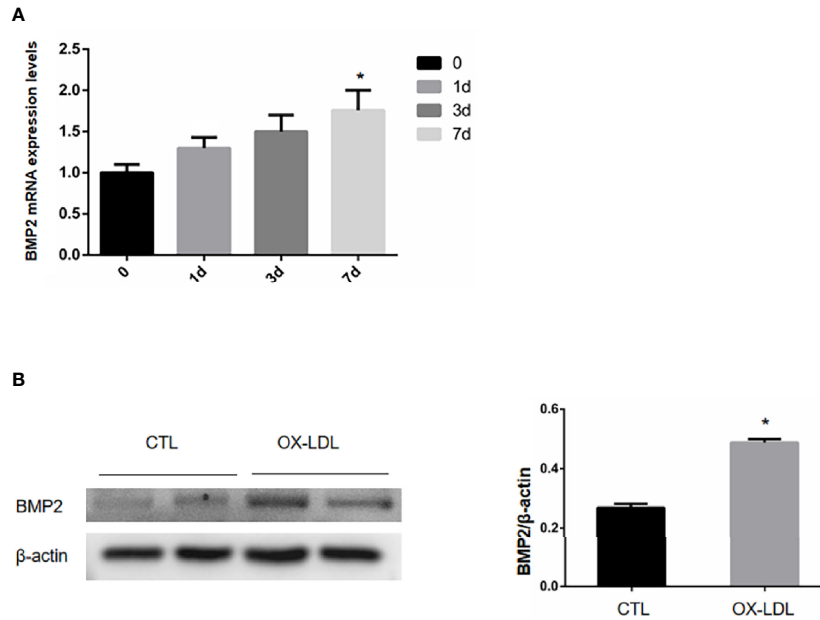 A
BMP2 mRNA expression levels
2.5
2.0
1.5
1.0
0.5
0.0
*
0
1d
3d
7d
0
1d
3d
7d
B
CTL OX-LDL
BMP2
β-actin
BMP2/β-actin
0.6
0.4
0.2
0.0
*
CTL OX-LDL